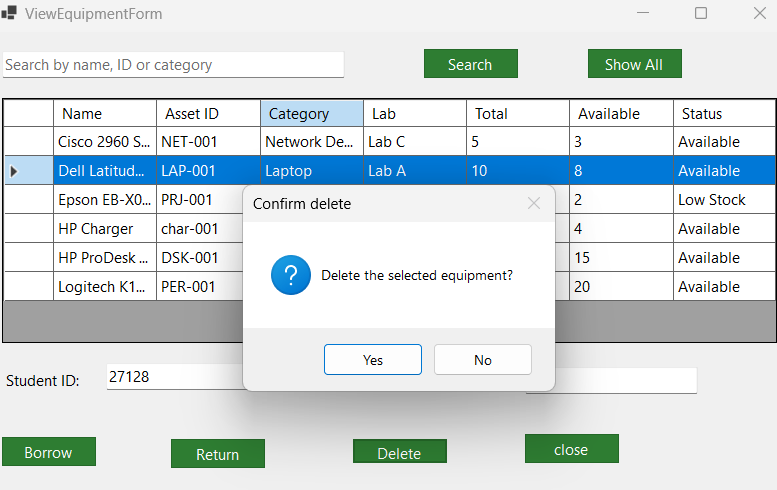 ViewEquipmentForm
Search by name, ID or category Search Show All
Name Asset ID Category Lab Total Available Status
Cisco 2960 S... NET-001 Network De... Lab C 5 3 Available
Dell Latitud... LAP-001 Laptop Lab A 10 8 Available
Epson EB-X0... PRJ-001 2 Low Stock
HP Charger char-001 4 Available
HP ProDesk ... DSK-001 15 Available
Logitech K1... PER-001 20 Available
Confirm delete
Delete the selected equipment?
Yes No
Student ID: 27128
Borrow Return Delete close